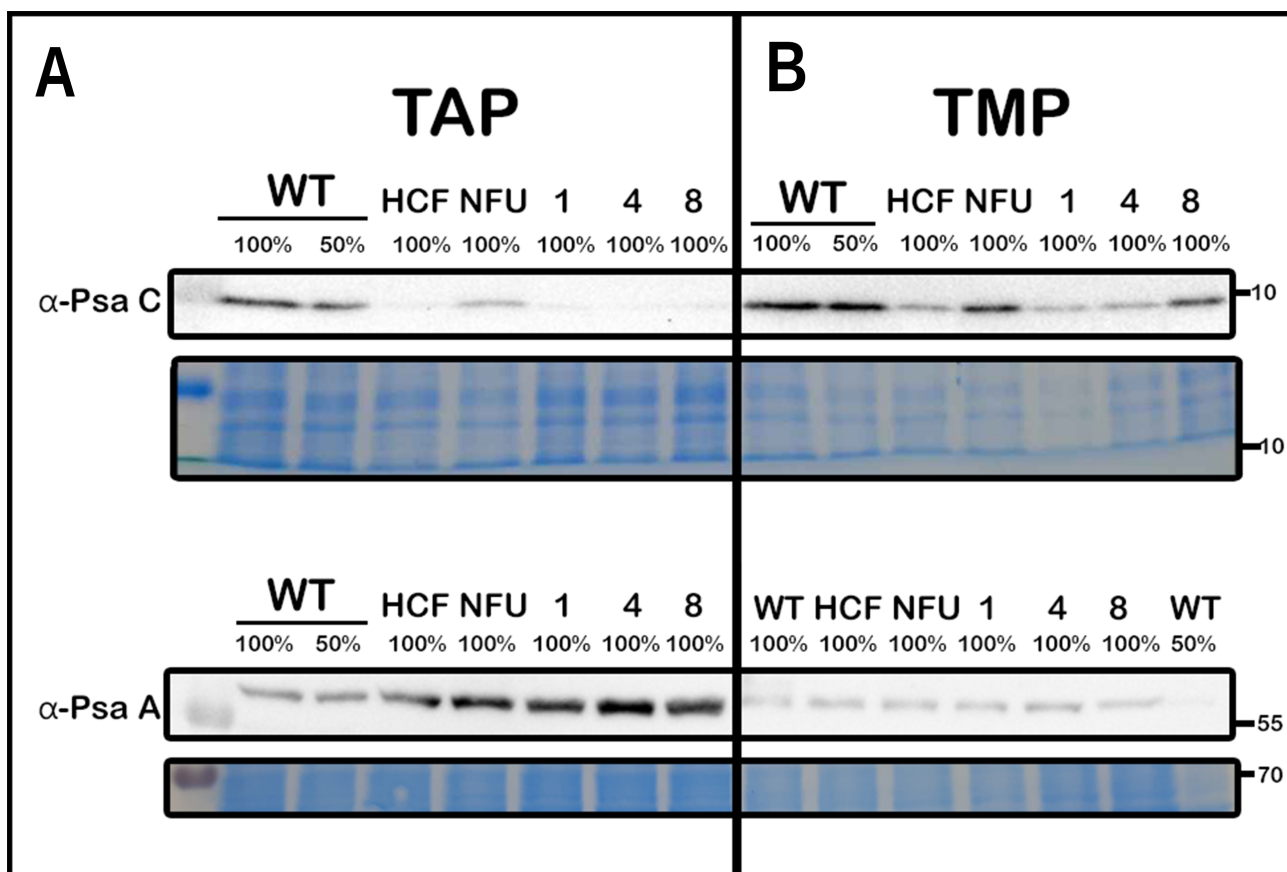 A
B
TAP
TMP
WT HCF NFU 1 4 8
100% 50% 100% 100% 100% 100% 100%
WT HCF NFU 1 4 8
100% 50% 100% 100% 100% 100% 100%
α-Psa C
10
10
WT HCF NFU 1 4 8
100% 50% 100% 100% 100% 100% 100%
WT HCF NFU 1 4 8 WT
100% 100% 100% 100% 100% 100% 50%
α-Psa A
55
70